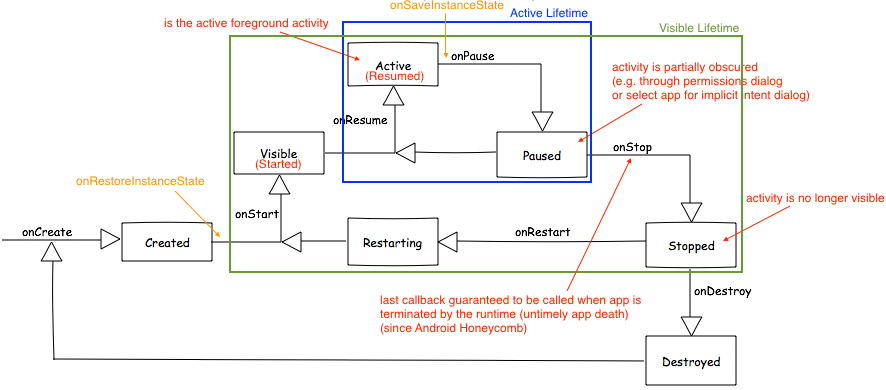 onSaveInstanceState
Active Lifetime
is the active foreground activity
Visible Lifetime
onPause
Active
(Resumed)
activity is partially obscured
(e.g. through permissions dialog
or select app for implicit intent dialog)
onResume
Visible
(Started)
Paused
onStop
onRestoreInstanceState
activity is no longer visible
onStart
onCreate
Created
Restarting
onRestart
Stopped
onDestroy
last callback guaranteed to be called when app is
terminated by the runtime (untimely app death)
(since Android Honeycomb)
Destroyed